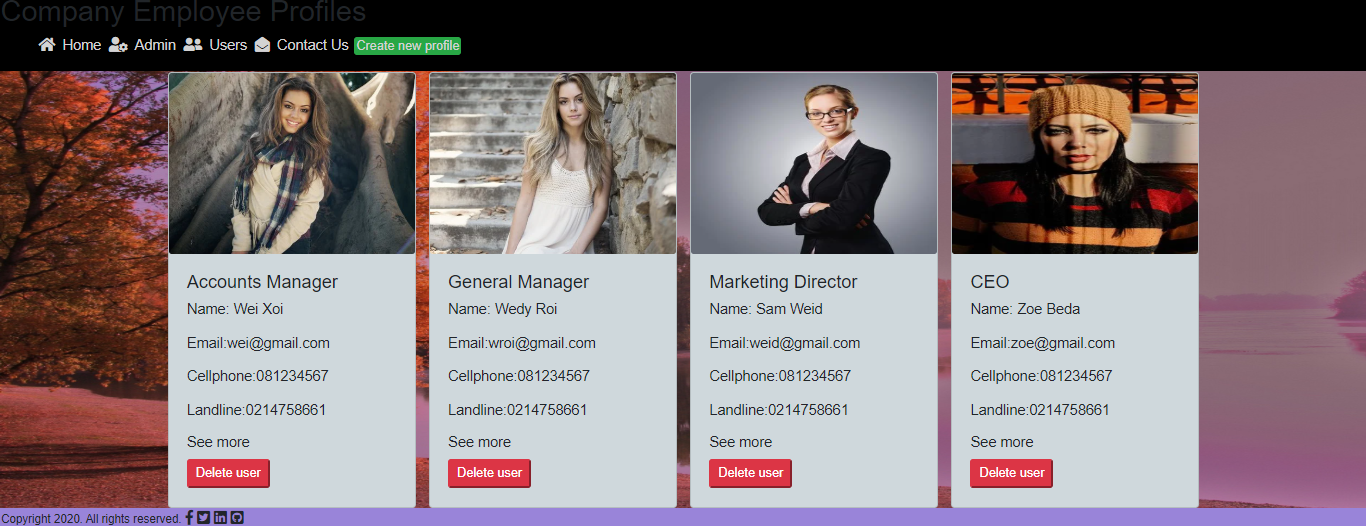 Company Employee Profiles
Home Admin Users Contact Us Create new profile
Accounts Manager
Name: Wei Xoi
Email:wei@gmail.com
Cellphone:081234567
Landline:0214758661
See more
Delete user
General Manager
Name: Wedy Roi
Email:wroi@gmail.com
Cellphone:081234567
Landline:0214758661
See more
Delete user
Marketing Director
Name: Sam Weid
Email:weid@gmail.com
Cellphone:081234567
Landline:0214758661
See more
Delete user
CEO
Name: Zoe Beda
Email:zoe@gmail.com
Cellphone:081234567
Landline:0214758661
See more
Delete user
Copyright 2020. All rights reserved.